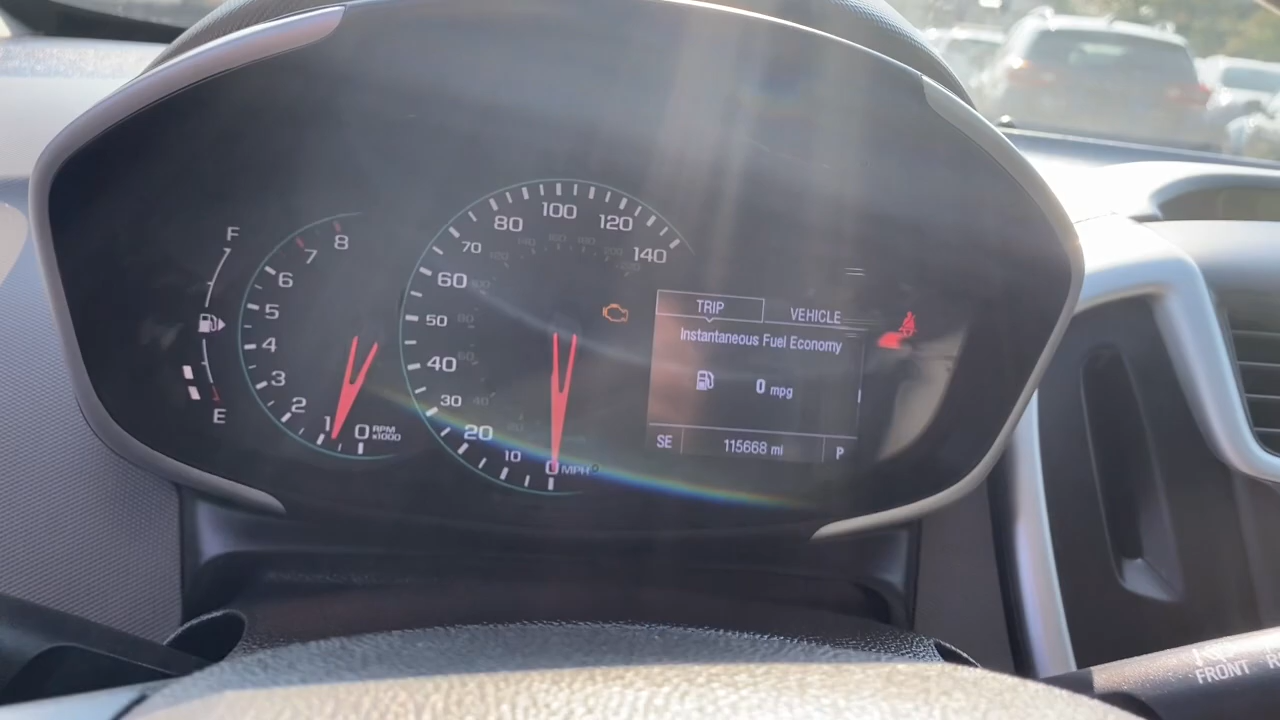 F
E
8
7
6
5
4
3
2
1
0 RPM x1000
140
120
100
80
70
60
50
40
30
20
10
0 MPH
TRIP VEHICLE
Instantaneous Fuel Economy
0 mpg
SE 115668 mi P
FRONT